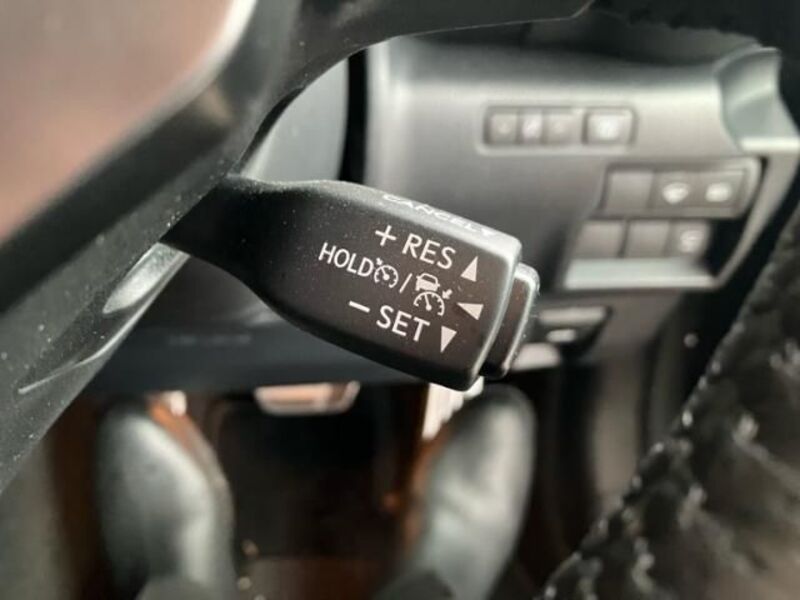 CANCEL
+ RES ▲
HOLD /
− SET ▼